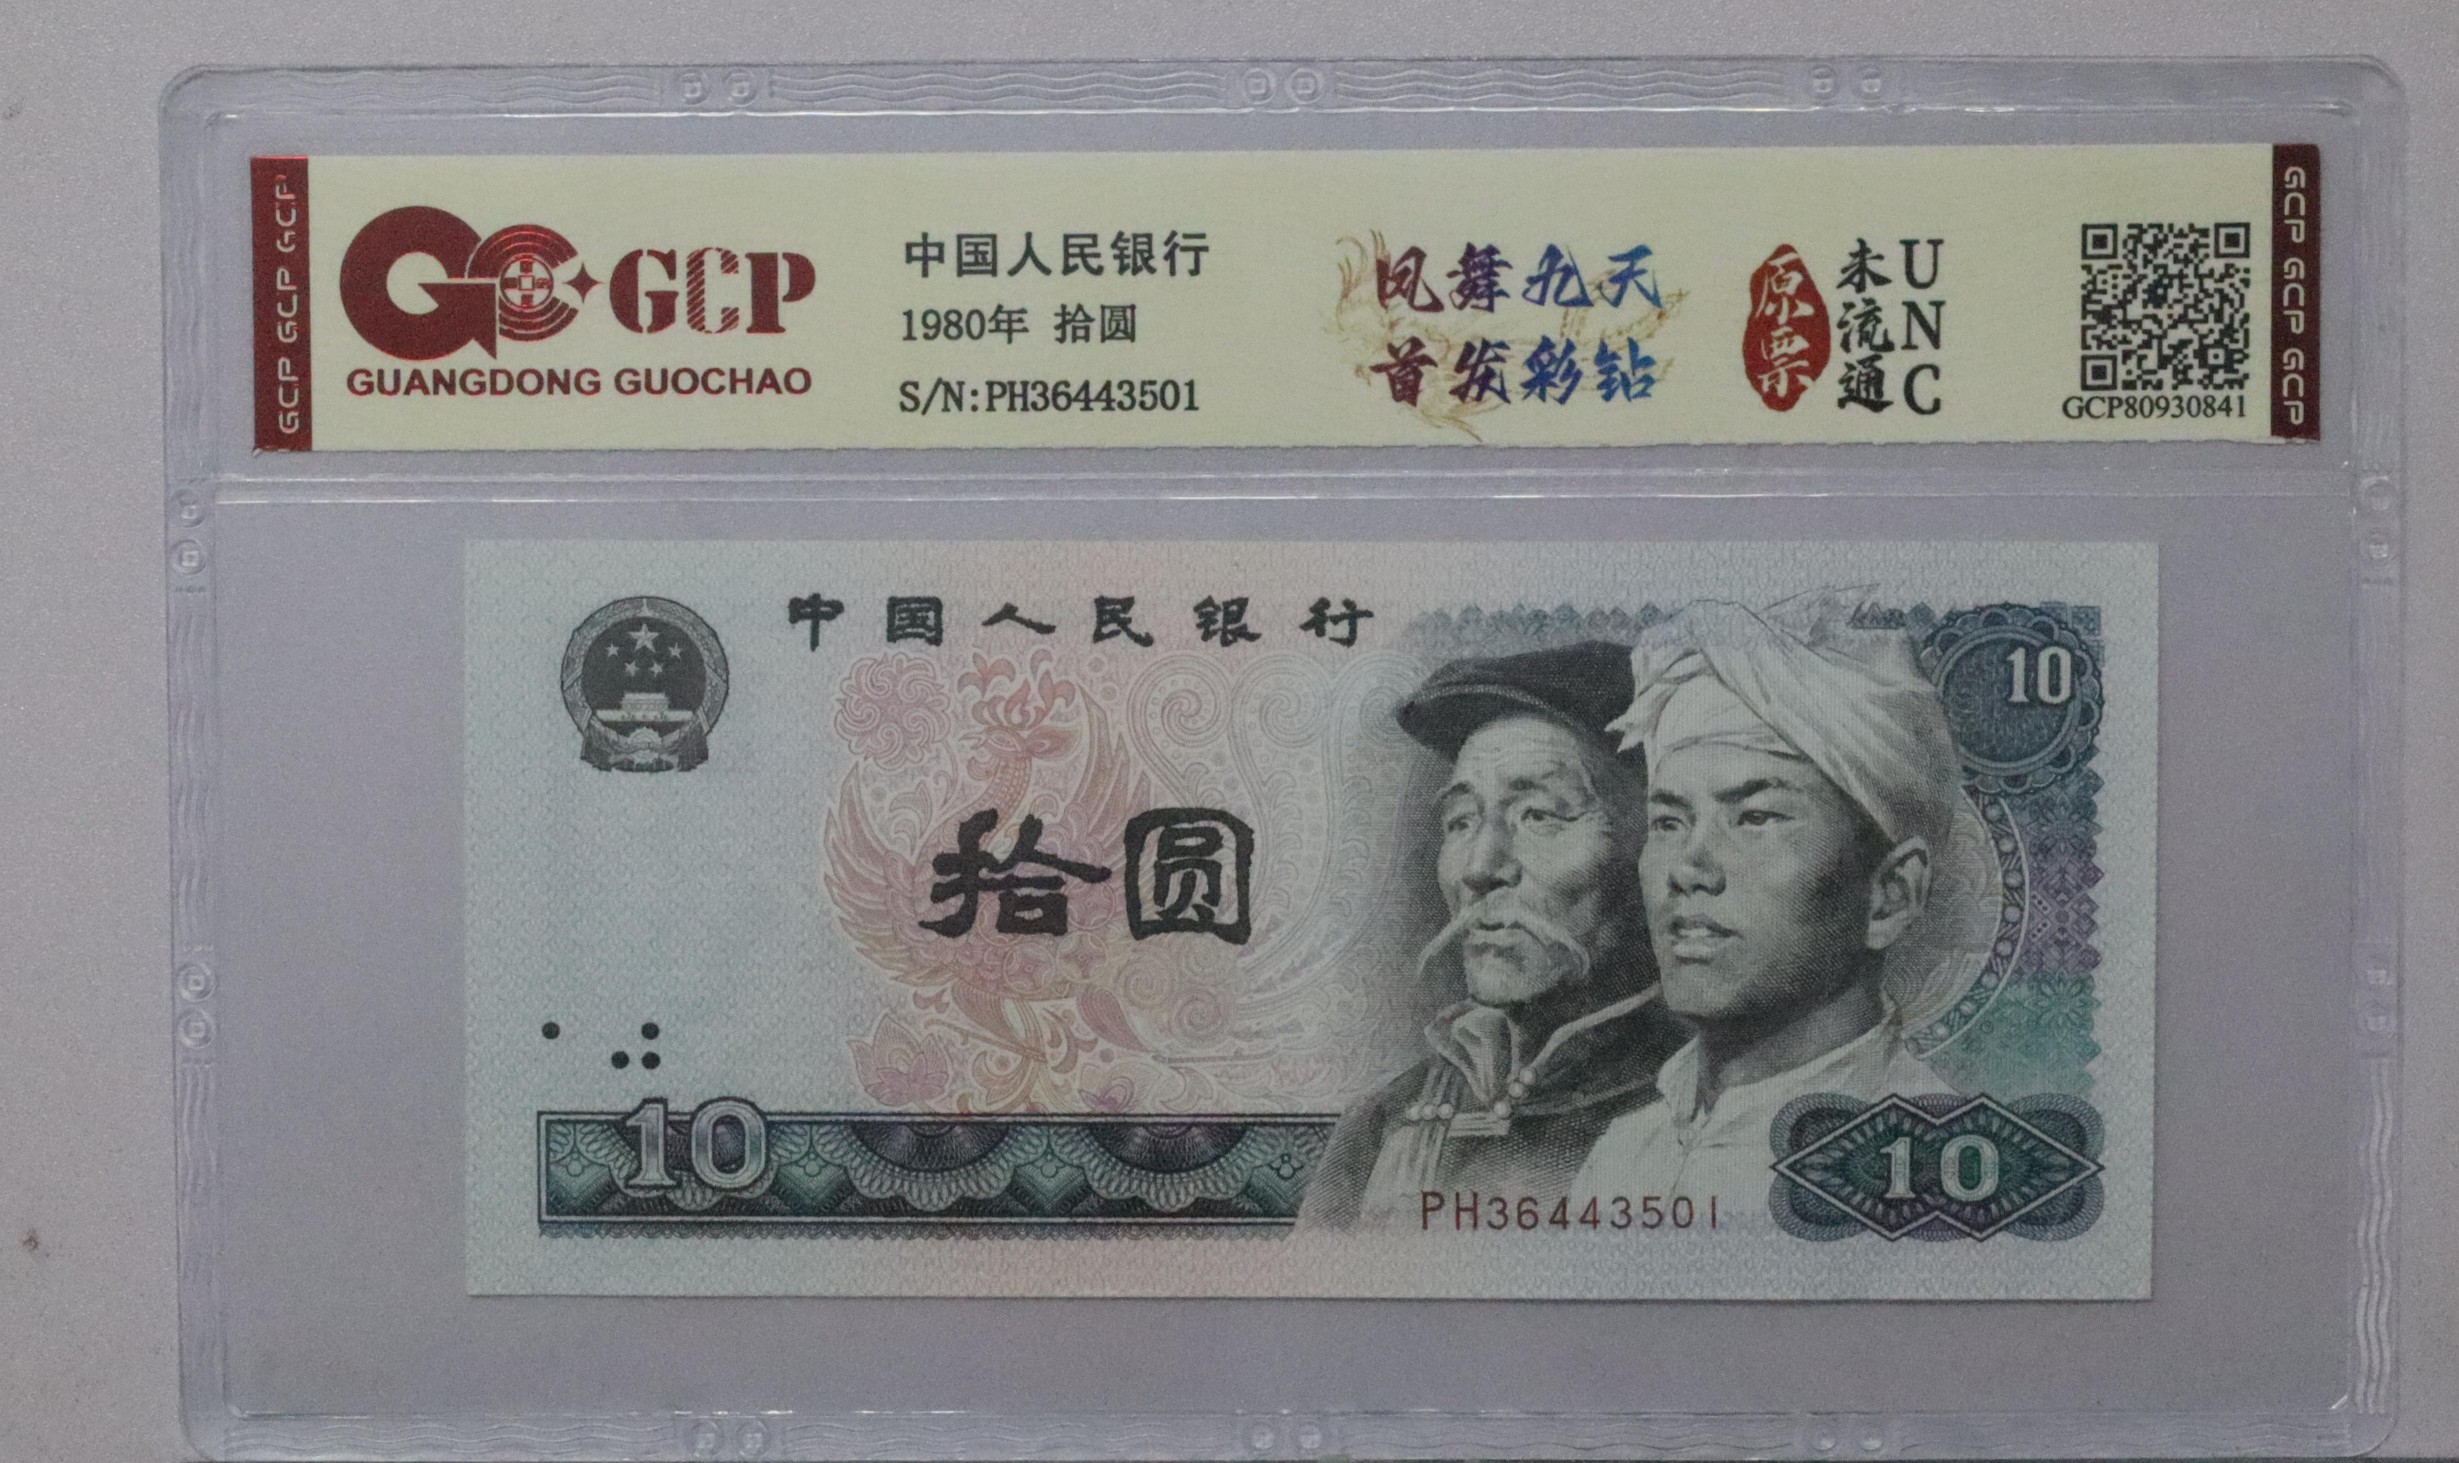 GCP GCP GCP
GCP
GUANGDONG GUOCHAO
中国人民银行
1980年 拾圆
S/N:PH36443501
凤舞九天
首发彩钻
原票
未流通
UNC
GCP80930841
GCP GCP GCP
中国人民银行
10
拾圆
10
10
PH36443501